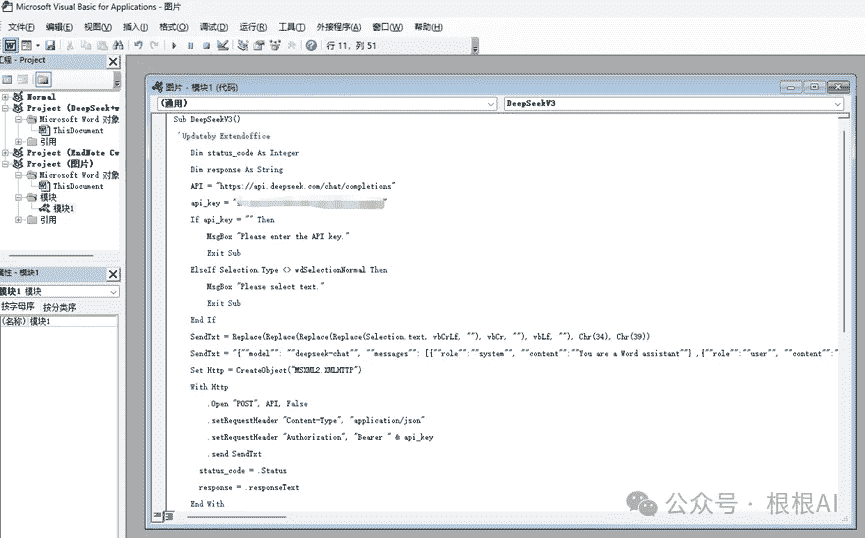 Microsoft Visual Basic for Applications - 图片
文件(F) 编辑(E) 视图(V) 插入(I) 格式(O) 调试(D) 运行(R) 工具(T) 外接程序(A) 窗口(W) 帮助(H)
行 11, 列 51
工程 - Project
Normal
Project (DeepSeek+w
Microsoft Word 对象
ThisDocument
引用
Project (EndNote Cw
Project (图片)
Microsoft Word 对象
ThisDocument
模块
模块1
引用
属性 - 模块1
模块1 模块
按字母序 按分类序
(名称) 模块1
图片 - 模块1 (代码)
(通用) DeepSeekV3
Sub DeepSeekV3()
'Updateby Extendoffice
Dim status_code As Integer
Dim response As String
API = "https://api.deepseek.com/chat/completions"
api_key = "
If api_key = "" Then
MsgBox "Please enter the API key."
Exit Sub
ElseIf Selection.Type <> wdSelectionNormal Then
MsgBox "Please select text."
Exit Sub
End If
SendTxt = Replace(Replace(Replace(Replace(Selection.text, vbCrLf, ""), vbCr, ""), vbLf, ""), Chr(34), Chr(39))
SendTxt = "{""model"": ""deepseek-chat"", ""messages"": [{""role"":""system"", ""content"":""You are a Word assistant""} ,{""role"":""user"", ""content"":"
Set Http = CreateObject("MSXML2.XMLHTTP")
With Http
.Open "POST", API, False
.setRequestHeader "Content-Type", "application/json"
.setRequestHeader "Authorization", "Bearer " & api_key
.send SendTxt
status_code = .Status
response = .responseText
End With
公众号 · 根根AI